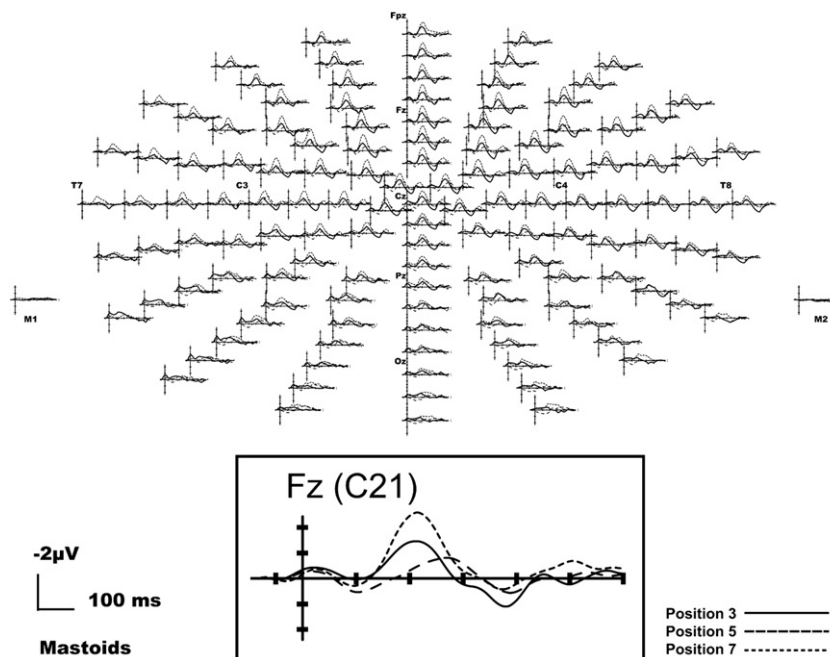 Fpz
Fz
T7
C3
Cz
C4
T8
Pz
M1
M2
Oz
Fz (C21)
-2µV
100 ms
Mastoids
Position 3
Position 5
Position 7